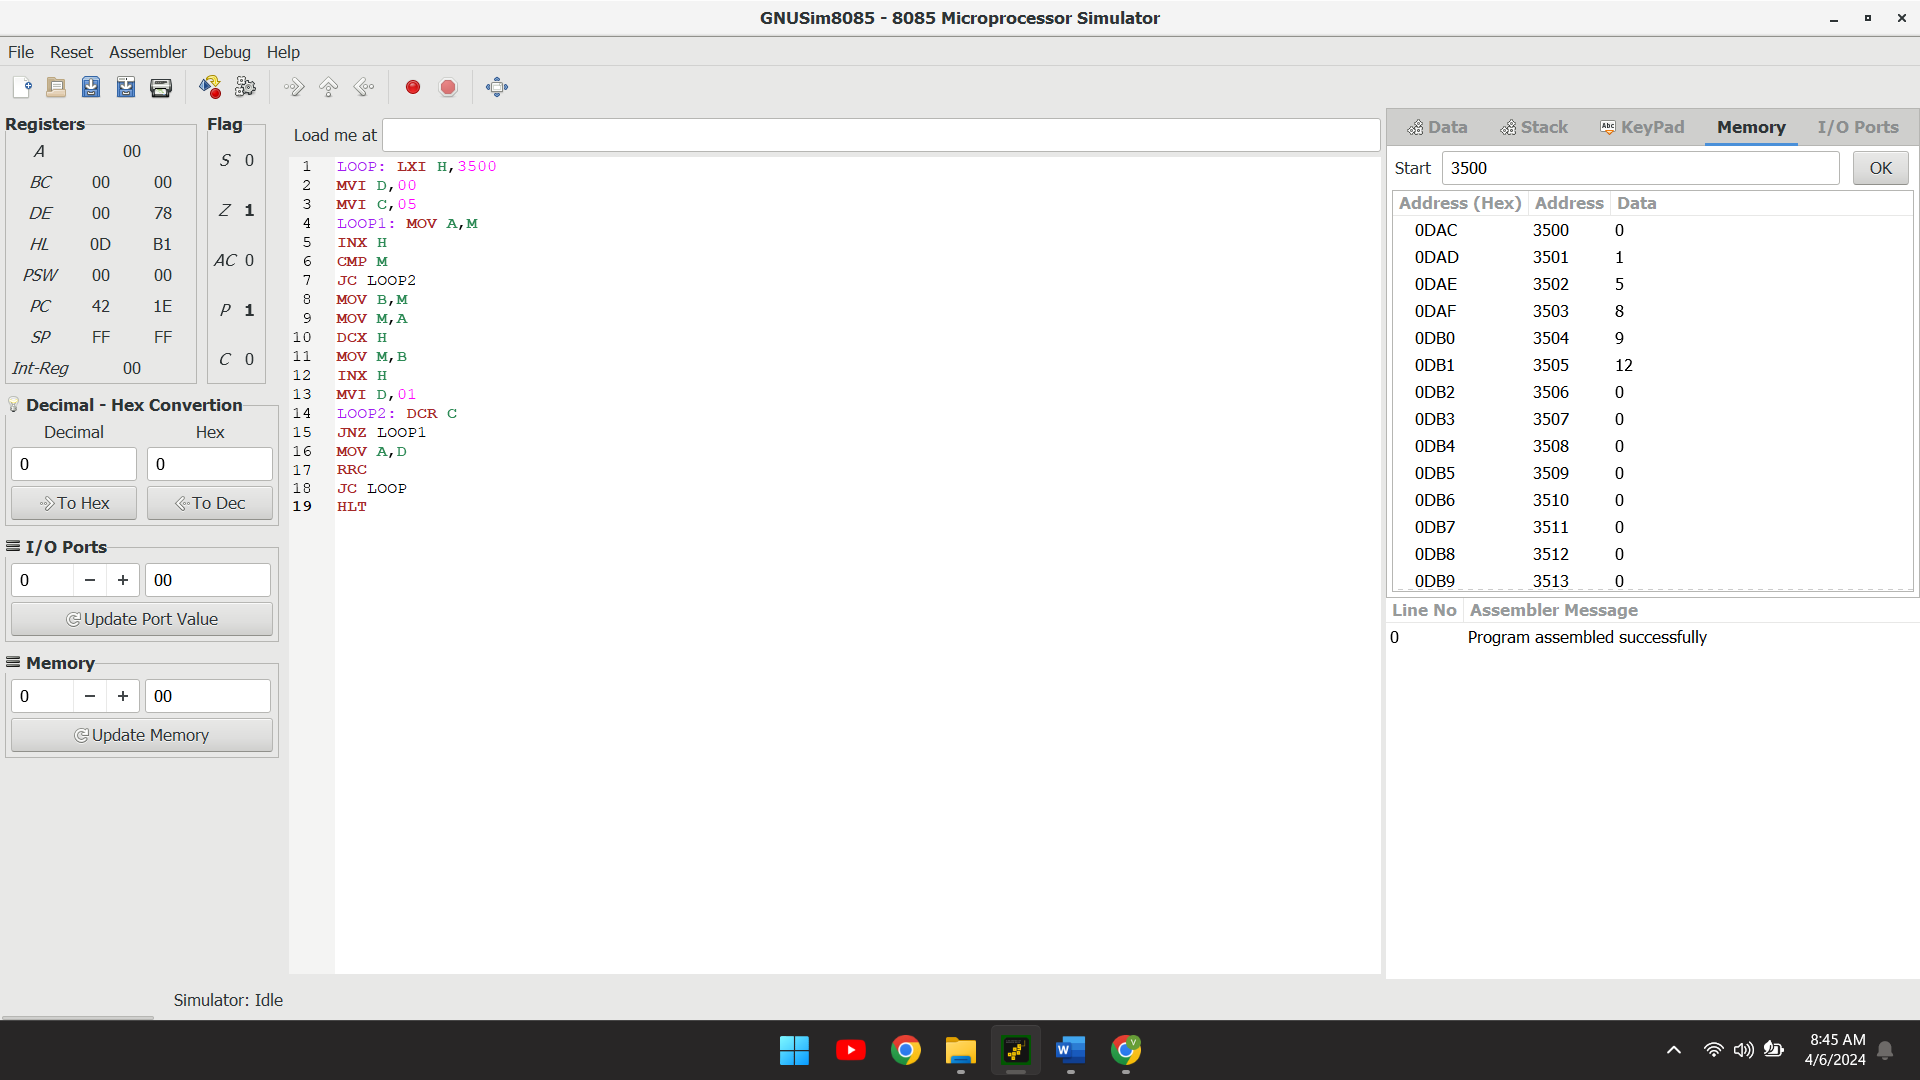 GNUSim8085 - 8085 Microprocessor Simulator
File Reset Assembler Debug Help
Registers
A 00
BC 00 00
DE 00 78
HL 0D B1
PSW 00 00
PC 42 1E
SP FF FF
Int-Reg 00
Flag
S 0
Z 1
AC 0
P 1
C 0
Decimal - Hex Convertion
Decimal Hex
0 0
To Hex To Dec
I/O Ports
0 − + 00
Update Port Value
Memory
0 − + 00
Update Memory
Load me at
1 LOOP: LXI H,3500
2 MVI D,00
3 MVI C,05
4 LOOP1: MOV A,M
5 INX H
6 CMP M
7 JC LOOP2
8 MOV B,M
9 MOV M,A
10 DCX H
11 MOV M,B
12 INX H
13 MVI D,01
14 LOOP2: DCR C
15 JNZ LOOP1
16 MOV A,D
17 RRC
18 JC LOOP
19 HLT
Data Stack Abc KeyPad Memory I/O Ports
Start 3500 OK
Address (Hex) Address Data
0DAC 3500 0
0DAD 3501 1
0DAE 3502 5
0DAF 3503 8
0DB0 3504 9
0DB1 3505 12
0DB2 3506 0
0DB3 3507 0
0DB4 3508 0
0DB5 3509 0
0DB6 3510 0
0DB7 3511 0
0DB8 3512 0
0DB9 3513 0
Line No Assembler Message
0 Program assembled successfully
Simulator: Idle
W V
8:45 AM
4/6/2024